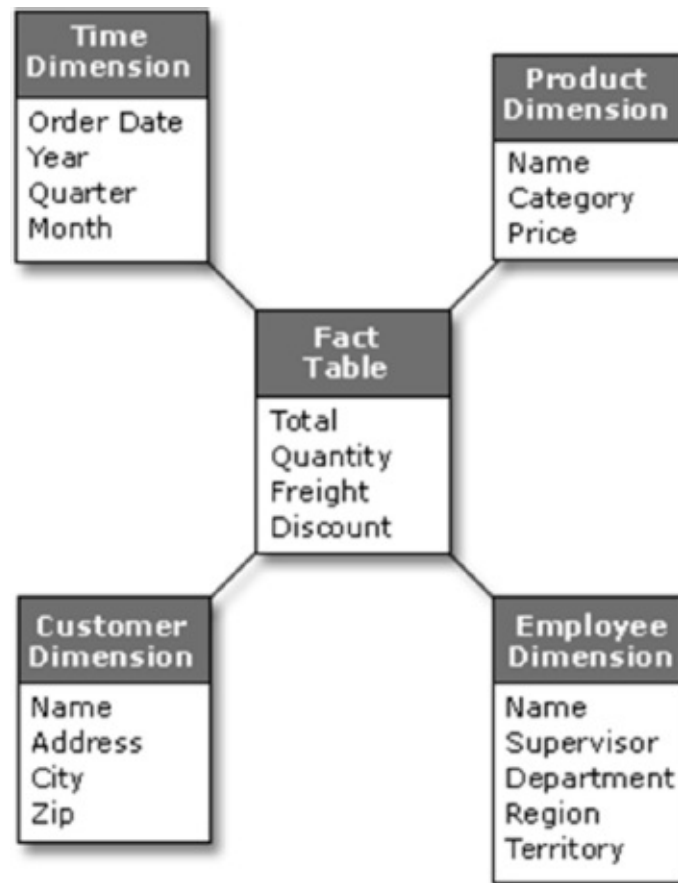 Time
Dimension
Order Date
Year
Quarter
Month
Product
Dimension
Name
Category
Price
Fact
Table
Total
Quantity
Freight
Discount
Customer
Dimension
Name
Address
City
Zip
Employee
Dimension
Name
Supervisor
Department
Region
Territory